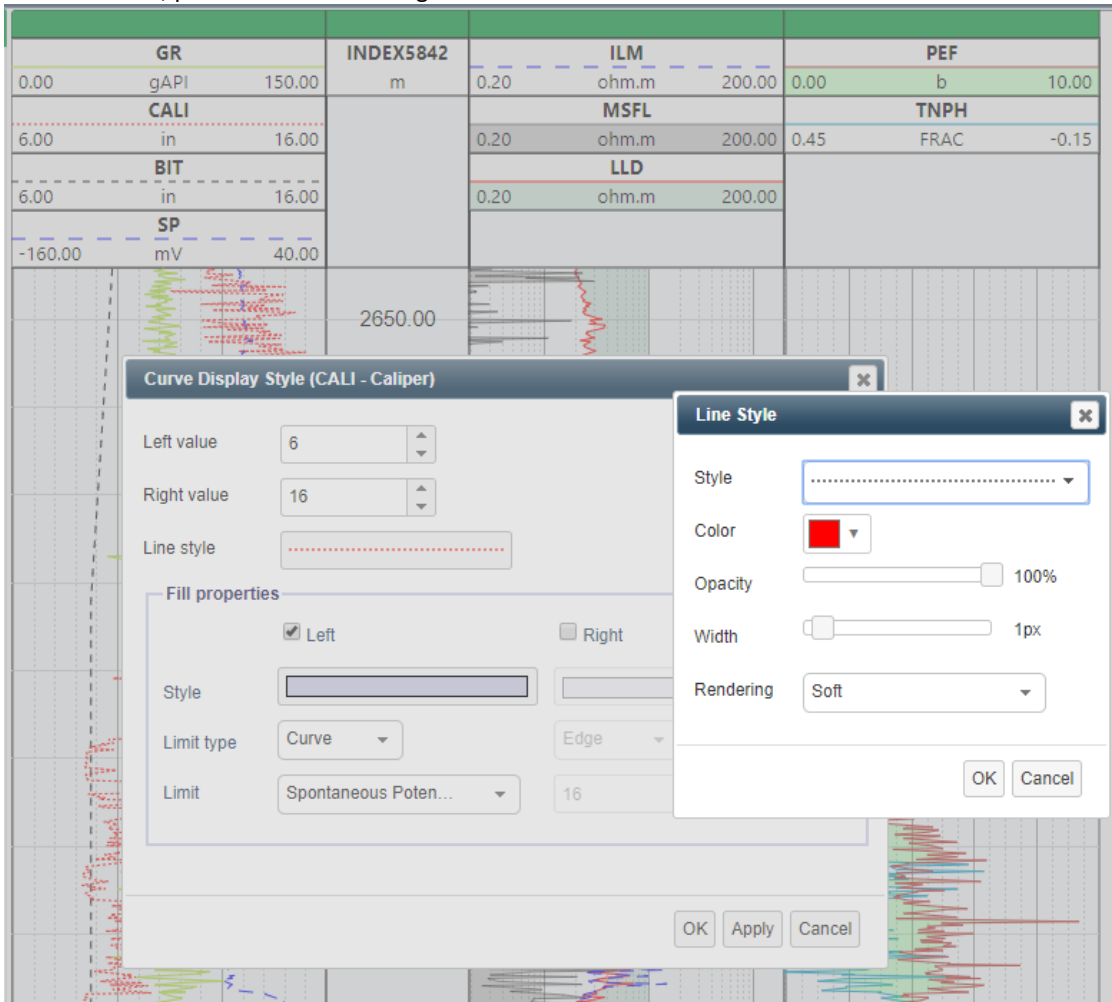 GR INDEX5842 ILM PEF
0.00 gAPI 150.00 m 0.20 ohm.m 200.00 0.00 b 10.00
CALI MSFL TNPH
6.00 in 16.00 0.20 ohm.m 200.00 0.45 FRAC -0.15
BIT LLD
6.00 in 16.00 0.20 ohm.m 200.00
SP
-160.00 mV 40.00
2650.00
Curve Display Style (CALI - Caliper)
Left value 6
Right value 16
Line style
Fill properties
Left Right
Style
Limit type Curve Edge
Limit Spontaneous Poten... 16
OK Apply Cancel
Line Style
Style
Color
Opacity 100%
Width 1px
Rendering Soft
OK Cancel